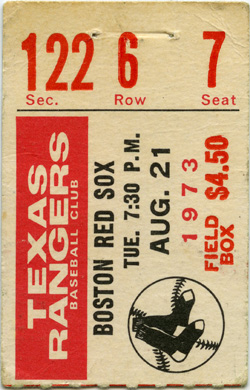 122 6 7
Sec. Row Seat
TEXAS
RANGERS
BASEBALL CLUB
BOSTON RED SOX
TUE. 7:30 P.M.
AUG. 21
1973
FIELD
BOX
$4.50